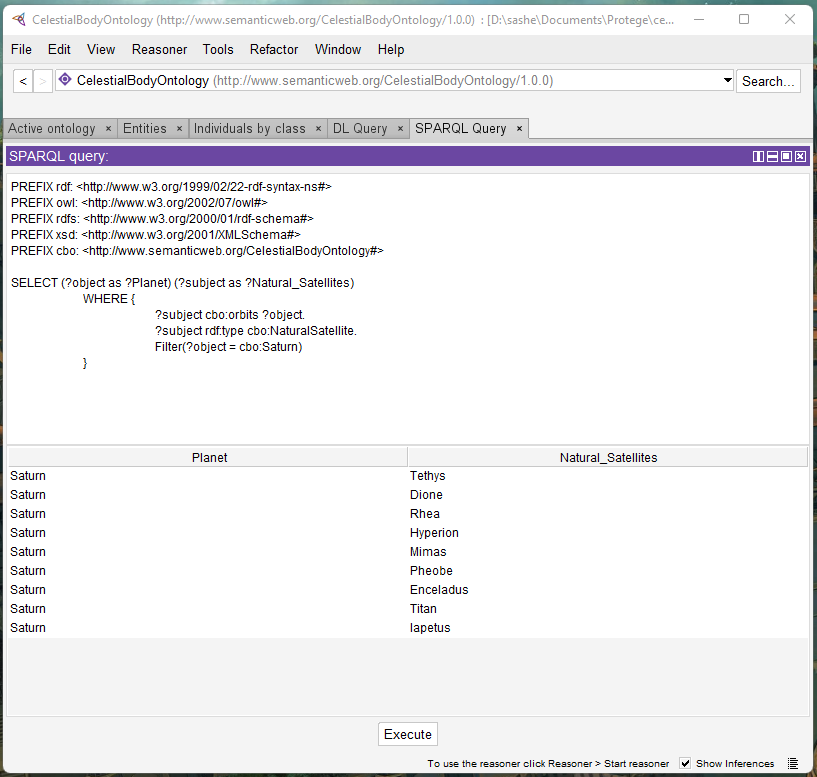 CelestialBodyOntology (http://www.semanticweb.org/CelestialBodyOntology/1.0.0) : [D:\sashe\Documents\Protege\ce...
File Edit View Reasoner Tools Refactor Window Help
< > CelestialBodyOntology (http://www.semanticweb.org/CelestialBodyOntology/1.0.0) Search...
Active ontology × Entities × Individuals by class × DL Query × SPARQL Query ×
SPARQL query:
PREFIX rdf: <http://www.w3.org/1999/02/22-rdf-syntax-ns#>
PREFIX owl: <http://www.w3.org/2002/07/owl#>
PREFIX rdfs: <http://www.w3.org/2000/01/rdf-schema#>
PREFIX xsd: <http://www.w3.org/2001/XMLSchema#>
PREFIX cbo: <http://www.semanticweb.org/CelestialBodyOntology#>
SELECT (?object as ?Planet) (?subject as ?Natural_Satellites)
WHERE {
?subject cbo:orbits ?object.
?subject rdf:type cbo:NaturalSatellite.
Filter(?object = cbo:Saturn)
}
Planet Natural_Satellites
Saturn Tethys
Saturn Dione
Saturn Rhea
Saturn Hyperion
Saturn Mimas
Saturn Pheobe
Saturn Enceladus
Saturn Titan
Saturn Iapetus
Execute
To use the reasoner click Reasoner > Start reasoner Show Inferences